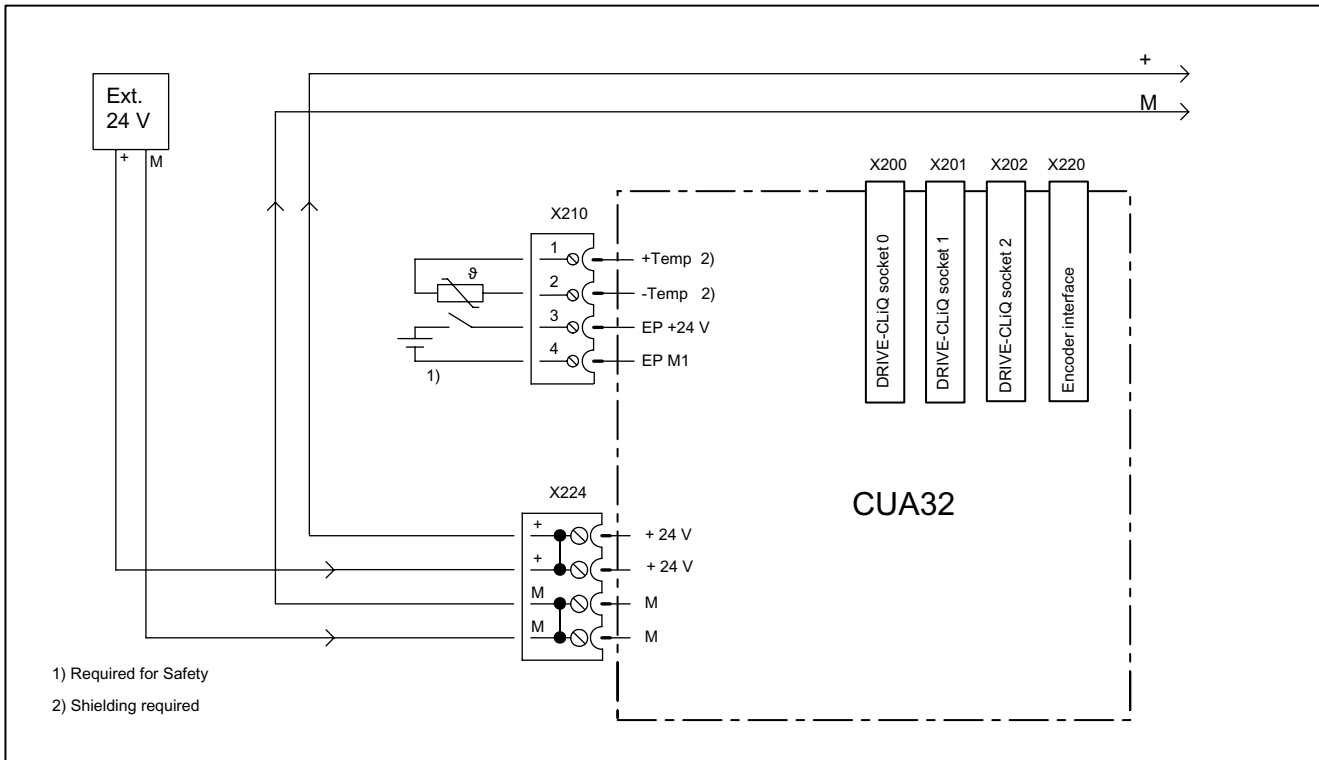 +
M
Ext.
24 V
+ M
X200 X201 X202 X220
DRIVE-CLiQ socket 0
DRIVE-CLiQ socket 1
DRIVE-CLiQ socket 2
Encoder interface
X210
1 +Temp 2)
ϑ
2 -Temp 2)
3 EP +24 V
4 EP M1
1)
CUA32
X224
+ + 24 V
+ + 24 V
M M
M M
1) Required for Safety
2) Shielding required